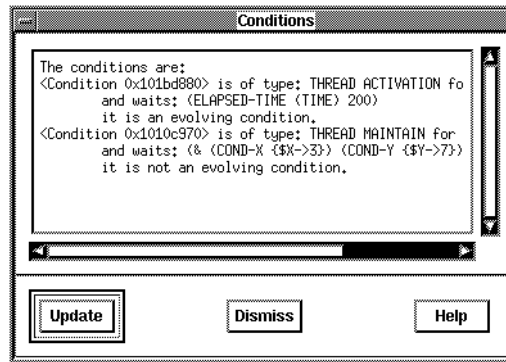 Conditions
The conditions are:
<Condition 0x101bd880> is of type: THREAD ACTIVATION fo
and waits: (ELAPSED-TIME (TIME) 200)
it is an evolving condition.
<Condition 0x1010c970> is of type: THREAD MAINTAIN for
and waits: (& (COND-X {$X->3}) (COND-Y {$Y->7})
it is not an evolving condition.
Update Dismiss Help